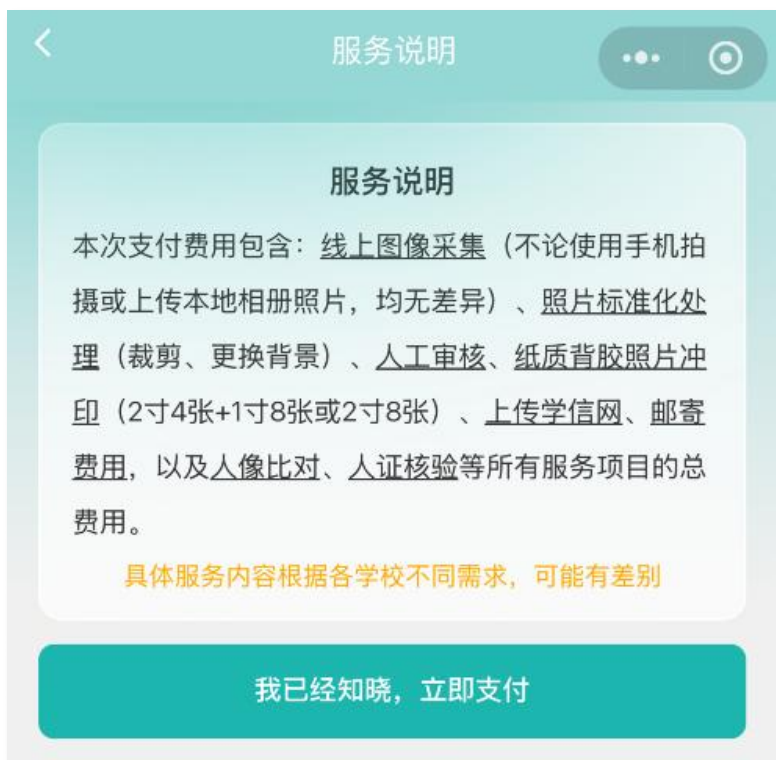 服务说明
服务说明
本次支付费用包含：线上图像采集（不论使用手机拍
摄或上传本地相册照片，均无差异）、照片标准化处
理（裁剪、更换背景）、人工审核、纸质背胶照片冲
印（2寸4张+1寸8张或2寸8张）、上传学信网、邮寄
费用，以及人像比对、人证核验等所有服务项目的总
费用。
具体服务内容根据各学校不同需求，可能有差别
我已经知晓，立即支付